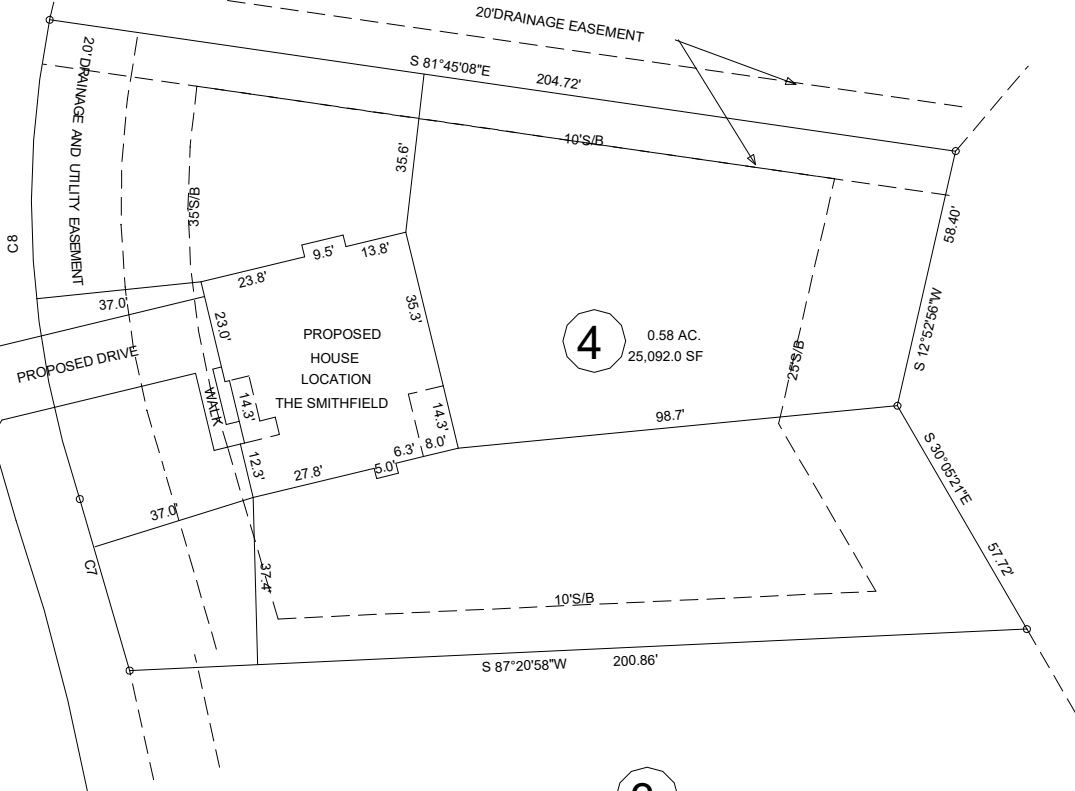 20'DRAINAGE EASEMENT
S 81°45'08"E
204.72'
20'DRAINAGE AND UTILITY EASEMENT
10'S/B
35.6'
35'S/B
58.40'
C8
9.5'
13.8'
23.8'
37.0'
35.3'
23.0'
PROPOSED
HOUSE
LOCATION
THE SMITHFIELD
4
0.58 AC.
25,092.0 SF
S 12°52'56"W
25'S/B
PROPOSED DRIVE
WALK
14.3'
14.3'
98.7'
6.3'
8.0'
5.0'
27.8'
12.3'
S 30°05'21"E
37.0'
57.72'
C7
37.4'
10'S/B
S 87°20'58"W
200.86'